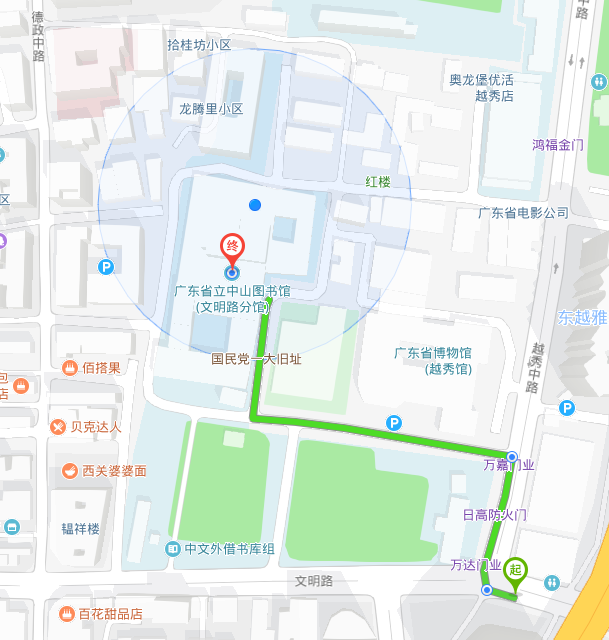 德政中路
中路
拾桂坊小区
奥龙堡优活
越秀店
龙腾里小区
鸿福金门
红楼
区
广东省电影公司
终
P
广东省立中山图书馆
(文明路分馆)
东越雅
国民党一大旧址
广东省博物馆
(越秀馆)
越秀中路
佰搭果
包
店
P
P
贝克达人
万嘉门业
西关婆婆面
日高防火门
韫祥楼
中文外借书库组
万达门业
起
文明路
百花甜品店